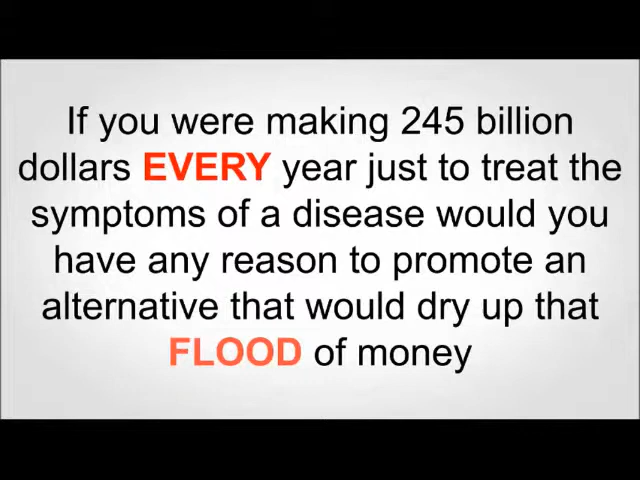 If you were making 245 billion
dollars EVERY year just to treat the
symptoms of a disease would you
have any reason to promote an
alternative that would dry up that
FLOOD of money